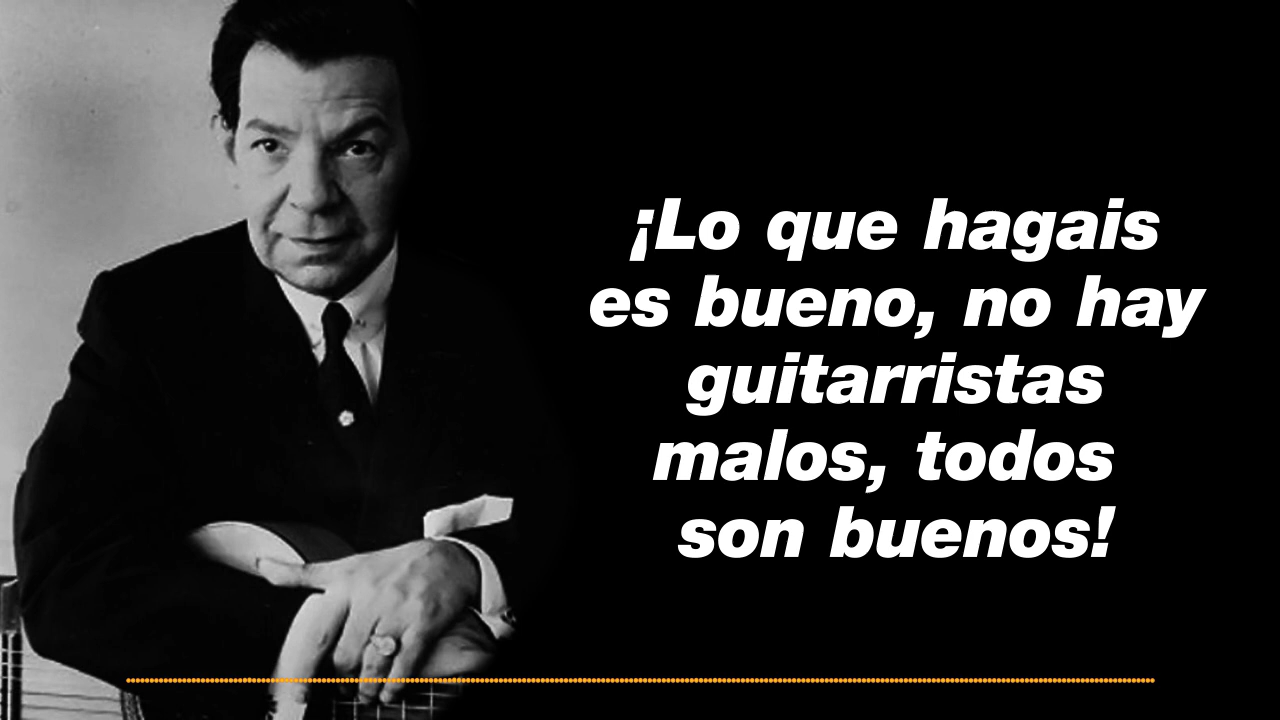 ¡Lo que hagais
es bueno, no hay
guitarristas
malos, todos
son buenos!